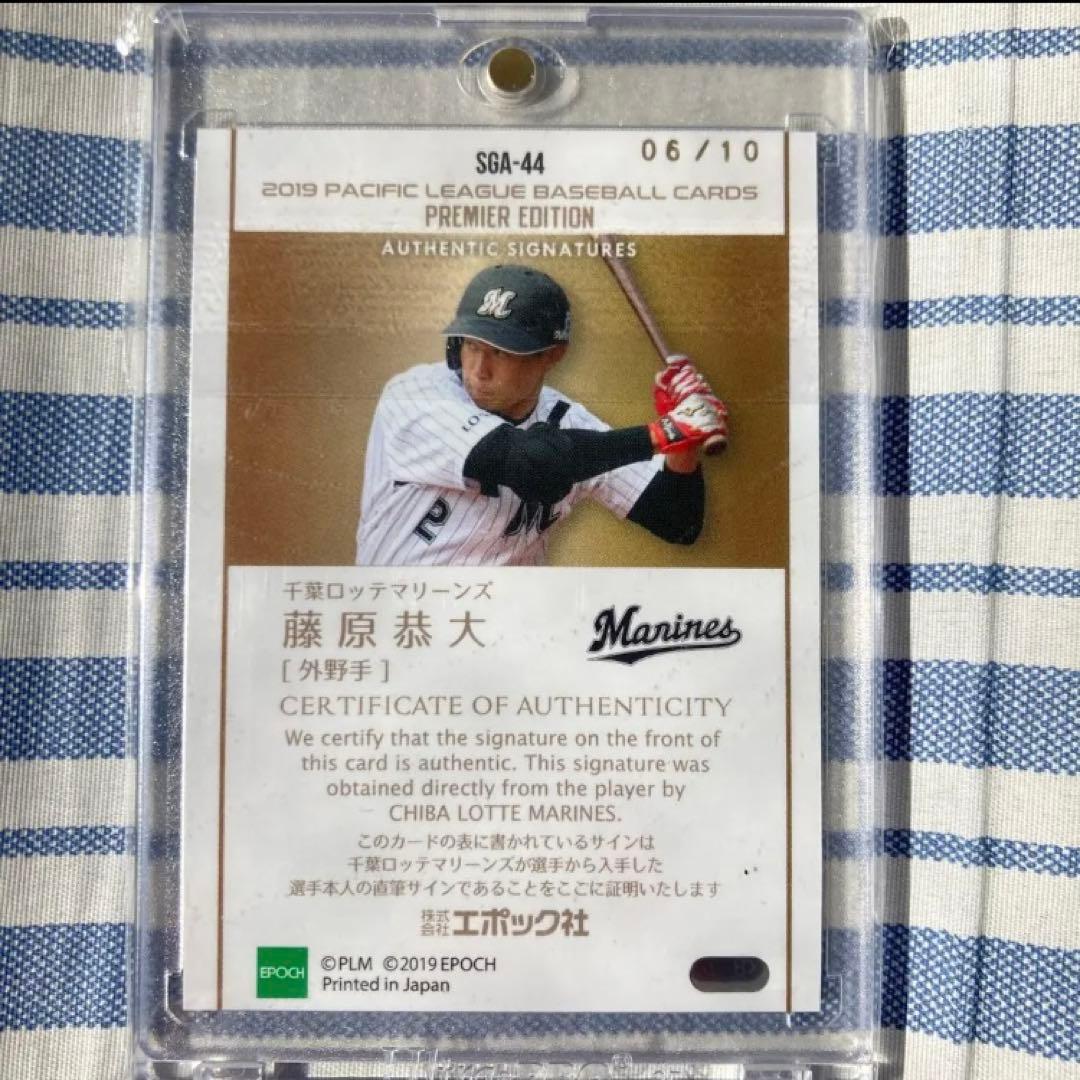 SGA-44
06/10
2019 PACIFIC LEAGUE BASEBALL CARDS
PREMIER EDITION
AUTHENTIC SIGNATURES
M
2
M
千葉ロッテマリーンズ
藤原恭大
[ 外野手 ]
Marines
CERTIFICATE OF AUTHENTICITY
We certify that the signature on the front of
this card is authentic. This signature was
obtained directly from the player by
CHIBA LOTTE MARINES.
このカードの表に書かれているサインは
千葉ロッテマリーンズが選手から入手した
選手本人の直筆サインであることをここに証明いたします
株式会社エポック社
EPOCH
©PLM ©2019 EPOCH
Printed in Japan